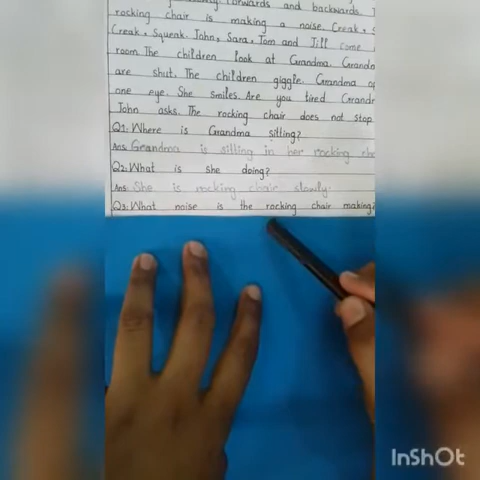 forwards and backwards.
rocking chair is making a noise. Creak,
Creak, Squeak. John, Sara, Tom and Jill come
room. The children look at Grandma.
are shut. The children giggle. Grandma
one eye. She smiles. Are you tired
John asks. The rocking chair does not stop
Q1: Where is Grandma sitting?
Ans: Grandma is sitting in her rocking
Q2: What is she doing?
Ans: She is rocking chair slowly.
Q3: What noise is the rocking chair making?
InShOt